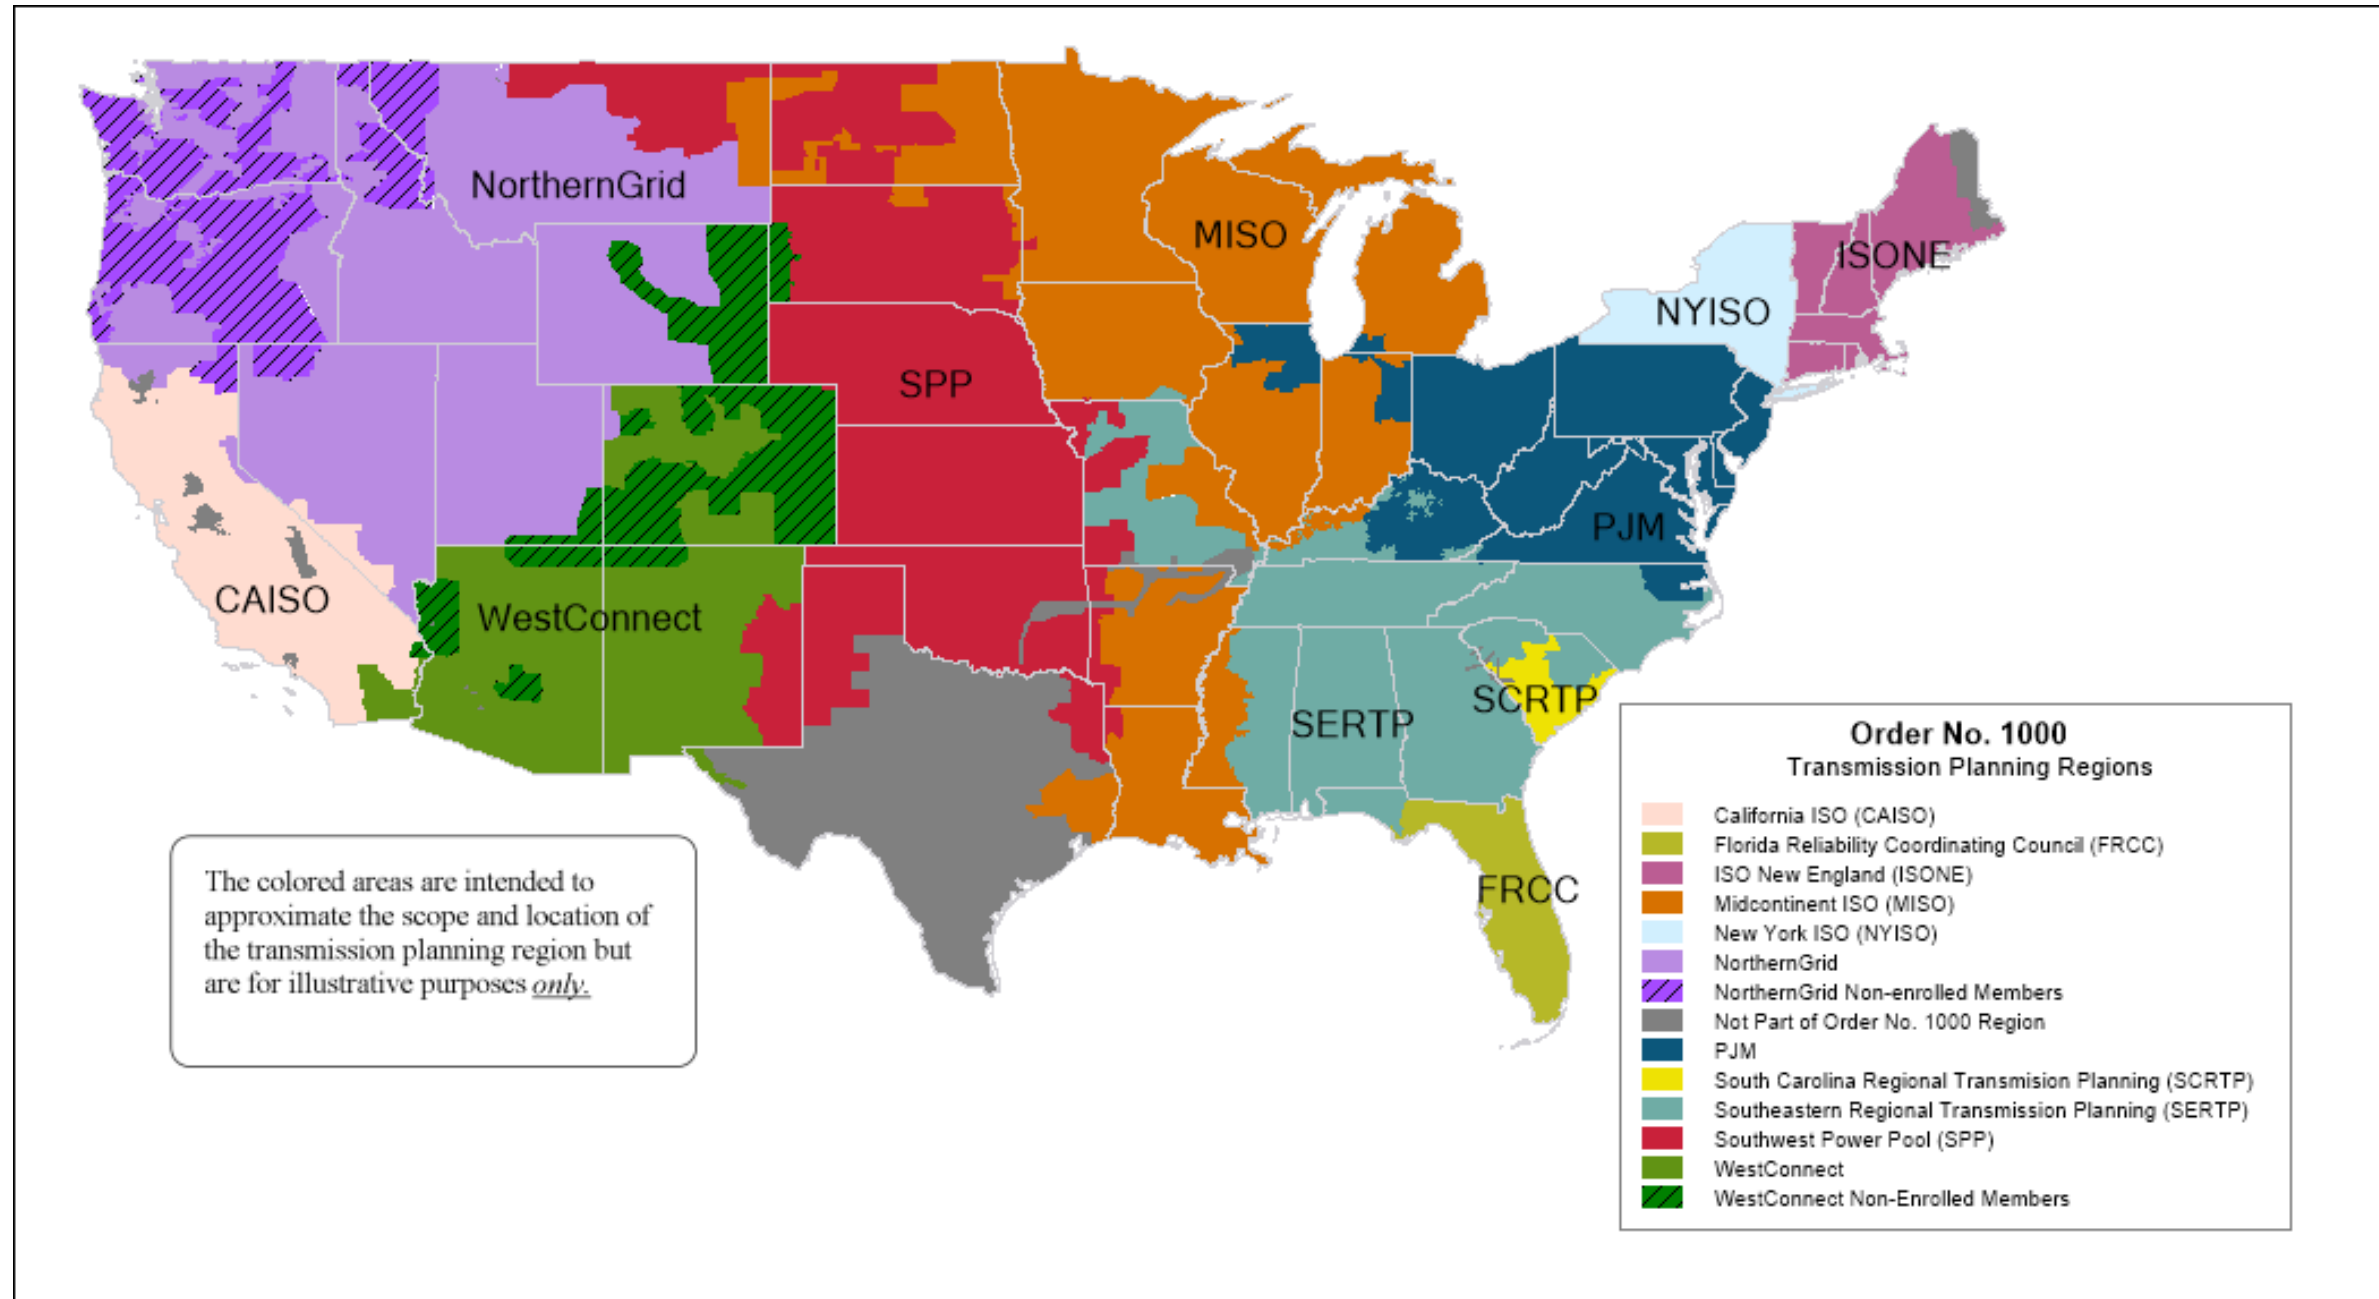 NorthernGrid
MISO
ISONE
NYISO
SPP
PJM
CAISO
WestConnect
SCRTP
SERTP
FRCC
The colored areas are intended to
approximate the scope and location of
the transmission planning region but
are for illustrative purposes only.
Order No. 1000
Transmission Planning Regions
California ISO (CAISO)
Florida Reliability Coordinating Council (FRCC)
ISO New England (ISONE)
Midcontinent ISO (MISO)
New York ISO (NYISO)
NorthernGrid
NorthernGrid Non-enrolled Members
Not Part of Order No. 1000 Region
PJM
South Carolina Regional Transmision Planning (SCRTP)
Southeastern Regional Transmission Planning (SERTP)
Southwest Power Pool (SPP)
WestConnect
WestConnect Non-Enrolled Members